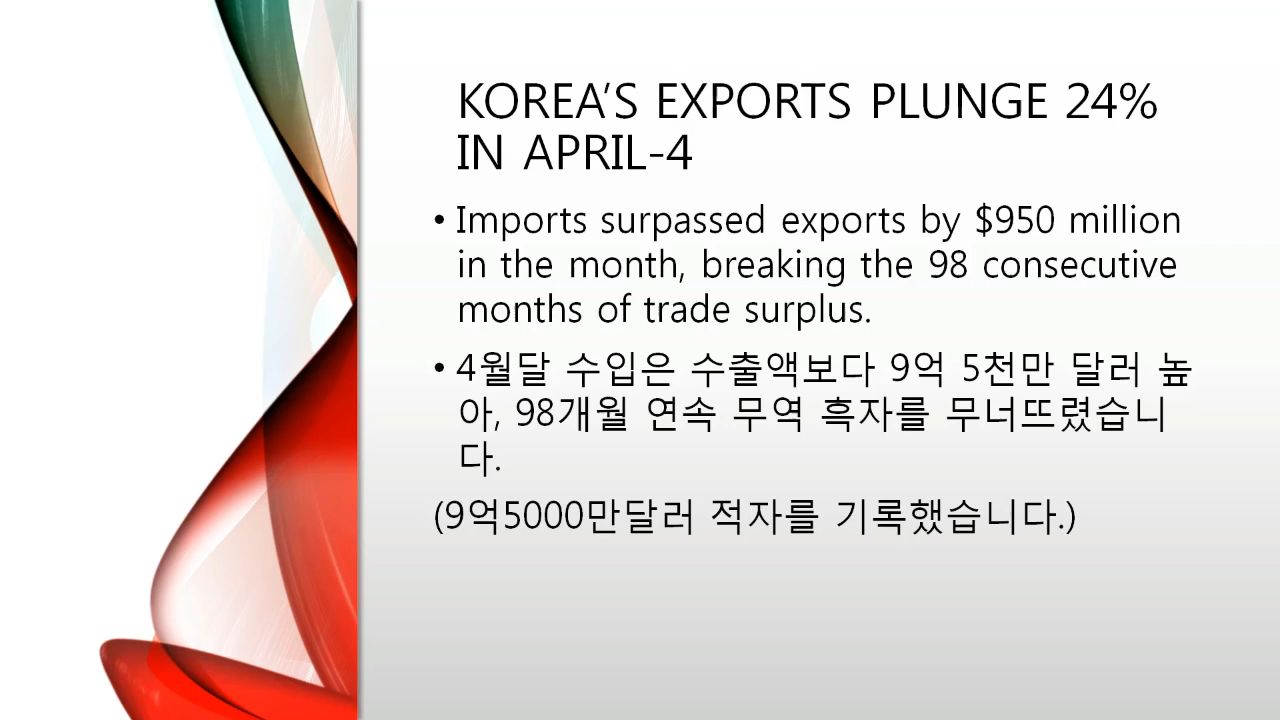 KOREA’S EXPORTS PLUNGE 24%
IN APRIL-4
• Imports surpassed exports by $950 million
in the month, breaking the 98 consecutive
months of trade surplus.
• 4월달 수입은 수출액보다 9억 5천만 달러 높
아, 98개월 연속 무역 흑자를 무너뜨렸습니
다.
(9억5000만달러 적자를 기록했습니다.)